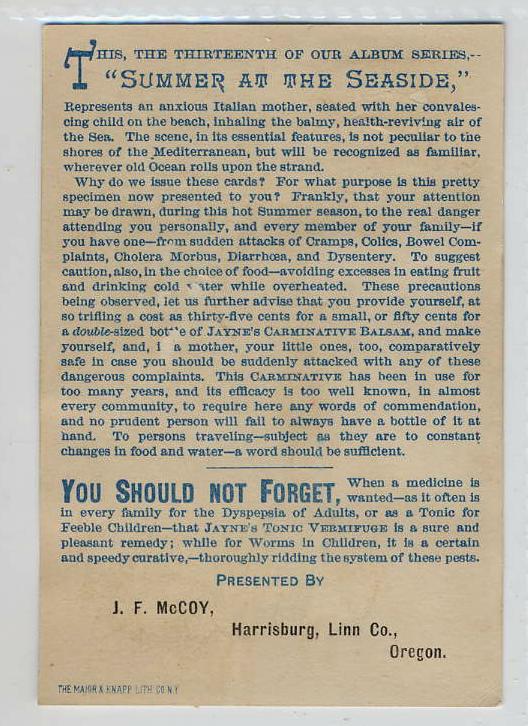 THIS, THE THIRTEENTH OF OUR ALBUM SERIES,--
"SUMMER AT THE SEASIDE,"
Represents an anxious Italian mother, seated with her convales-
cing child on the beach, inhaling the balmy, health-reviving air of
the Sea. The scene, in its essential features, is not peculiar to the
shores of the Mediterranean, but will be recognized as familiar,
wherever old Ocean rolls upon the strand.
Why do we issue these cards? For what purpose is this pretty
specimen now presented to you? Frankly, that your attention
may be drawn, during this hot Summer season, to the real danger
attending you personally, and every member of your family—if
you have one—from sudden attacks of Cramps, Colics, Bowel Com-
plaints, Cholera Morbus, Diarrhœa, and Dysentery. To suggest
caution, also, in the choice of food—avoiding excesses in eating fruit
and drinking cold water while overheated. These precautions
being observed, let us further advise that you provide yourself, at
so trifling a cost as thirty-five cents for a small, or fifty cents for
a double-sized bottle of JAYNE'S CARMINATIVE BALSAM, and make
yourself, and, a mother, your little ones, too, comparatively
safe in case you should be suddenly attacked with any of these
dangerous complaints. This CARMINATIVE has been in use for
too many years, and its efficacy is too well known, in almost
every community, to require here any words of commendation,
and no prudent person will fail to always have a bottle of it at
hand. To persons traveling—subject as they are to constant
changes in food and water—a word should be sufficient.
YOU SHOULD NOT FORGET, When a medicine is
wanted—as it often is
in every family for the Dyspepsia of Adults, or as a Tonic for
Feeble Children—that JAYNE'S TONIC VERMIFUGE is a sure and
pleasant remedy; while for Worms in Children, it is a certain
and speedy curative,—thoroughly ridding the system of these pests.
PRESENTED BY
J. F. McCOY,
Harrisburg, Linn Co.,
Oregon.
THE MAJOR & KNAPP LITH. CO. N.Y.